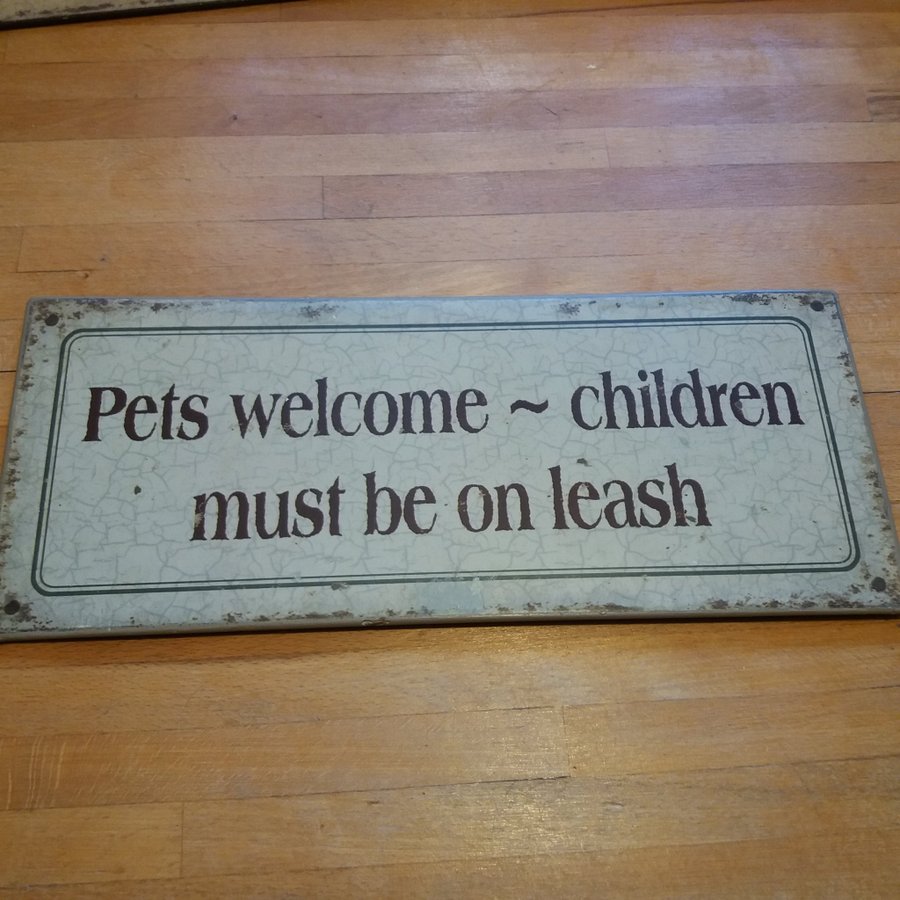 Pets welcome ~ children
must be on leash